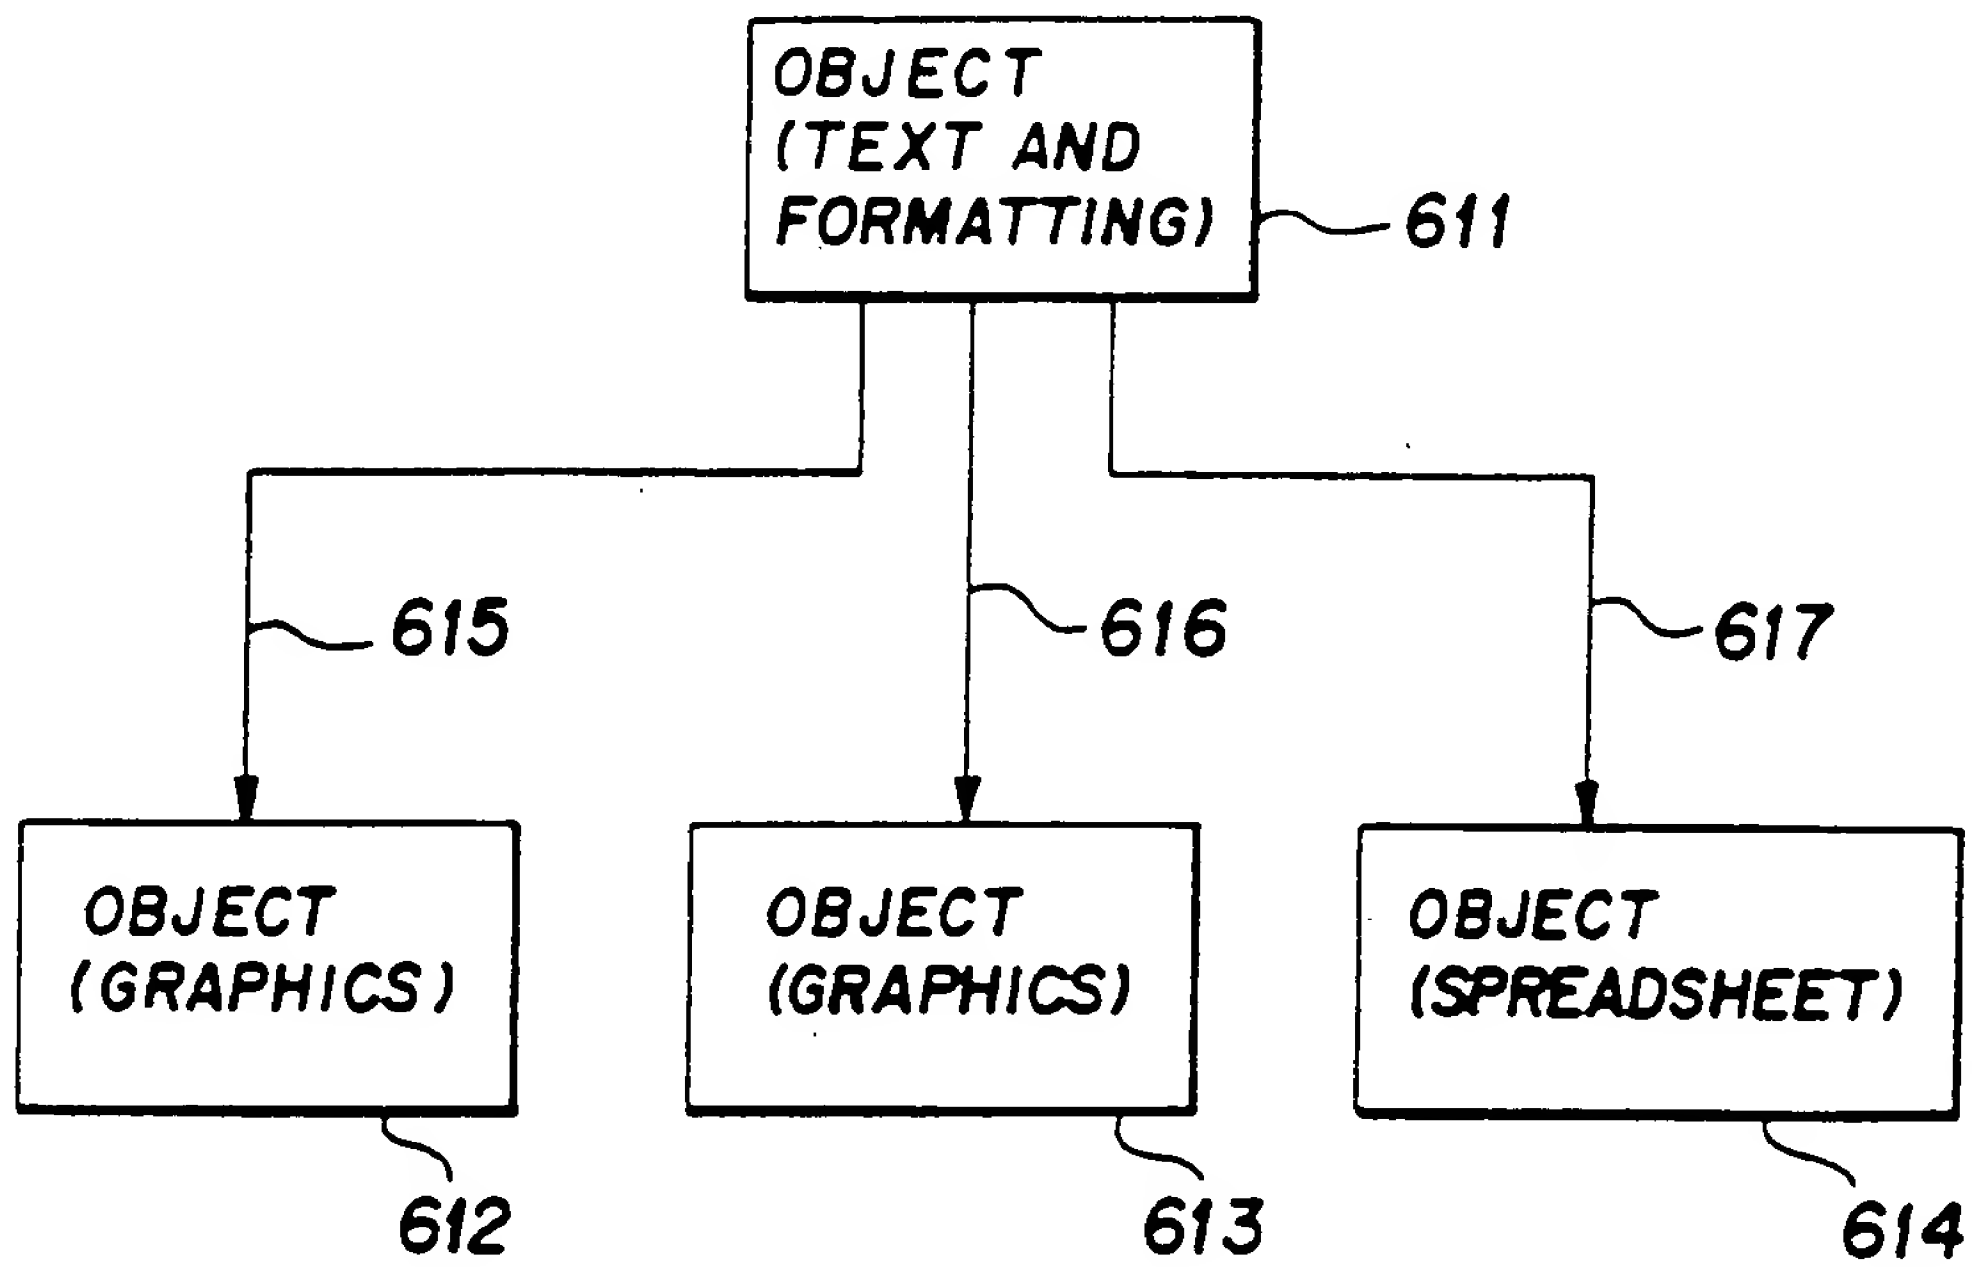 OBJECT
(TEXT AND
FORMATTING)
611
615
616
617
OBJECT
(GRAPHICS)
OBJECT
(GRAPHICS)
OBJECT
(SPREADSHEET)
612
613
614